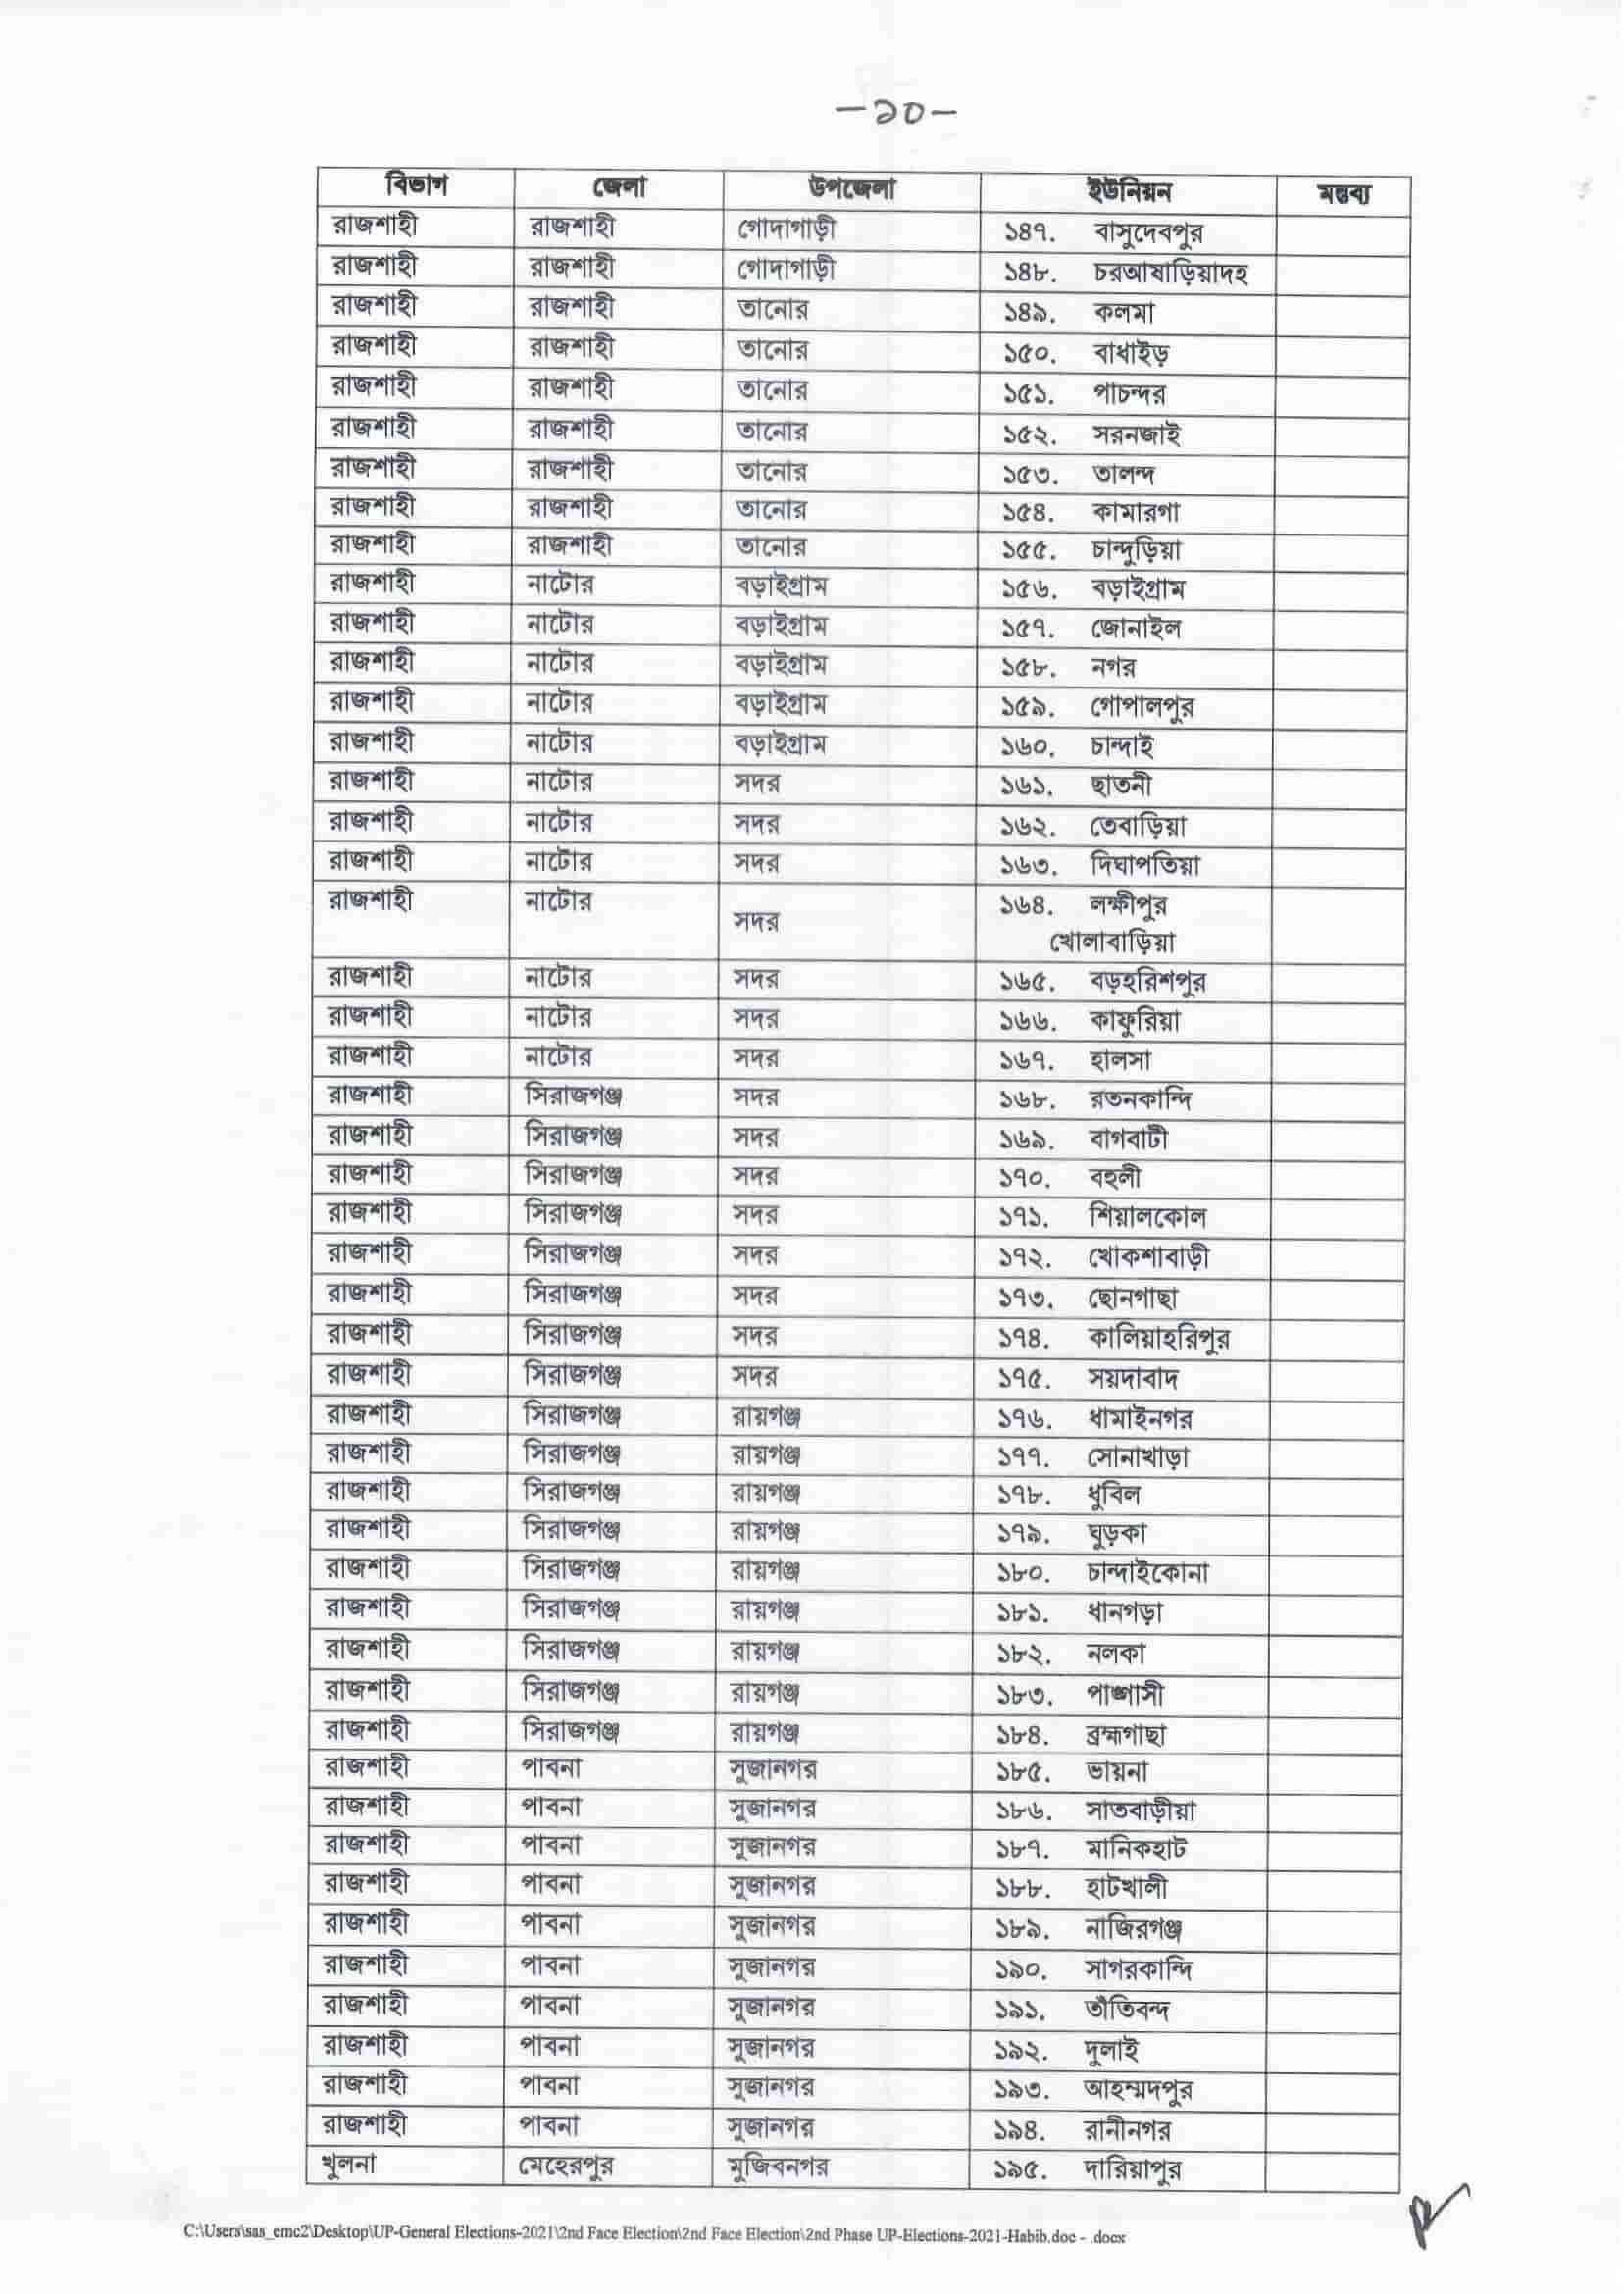 -১০-
বিভাগ জেলা উপজেলা ইউনিয়ন মন্তব্য
রাজশাহী রাজশাহী গোদাগাড়ী ১৪৭. বাসুদেবপুর
রাজশাহী রাজশাহী গোদাগাড়ী ১৪৮. চরআষাড়িয়াদহ
রাজশাহী রাজশাহী তানোর ১৪৯. কলমা
রাজশাহী রাজশাহী তানোর ১৫০. বাধাইড়
রাজশাহী রাজশাহী তানোর ১৫১. পাচন্দর
রাজশাহী রাজশাহী তানোর ১৫২. সরনজাই
রাজশাহী রাজশাহী তানোর ১৫৩. তালন্দ
রাজশাহী রাজশাহী তানোর ১৫৪. কামারগা
রাজশাহী রাজশাহী তানোর ১৫৫. চান্দুড়িয়া
রাজশাহী নাটোর বড়াইগ্রাম ১৫৬. বড়াইগ্রাম
রাজশাহী নাটোর বড়াইগ্রাম ১৫৭. জোনাইল
রাজশাহী নাটোর বড়াইগ্রাম ১৫৮. নগর
রাজশাহী নাটোর বড়াইগ্রাম ১৫৯. গোপালপুর
রাজশাহী নাটোর বড়াইগ্রাম ১৬০. চান্দাই
রাজশাহী নাটোর সদর ১৬১. ছাতনী
রাজশাহী নাটোর সদর ১৬২. তেবাড়িয়া
রাজশাহী নাটোর সদর ১৬৩. দিঘাপতিয়া
রাজশাহী নাটোর সদর ১৬৪. লক্ষীপুর
খোলাবাড়িয়া
রাজশাহী নাটোর সদর ১৬৫. বড়হরিশপুর
রাজশাহী নাটোর সদর ১৬৬. কাফুরিয়া
রাজশাহী নাটোর সদর ১৬৭. হালসা
রাজশাহী সিরাজগঞ্জ সদর ১৬৮. রতনকান্দি
রাজশাহী সিরাজগঞ্জ সদর ১৬৯. বাগবাটী
রাজশাহী সিরাজগঞ্জ সদর ১৭০. বহুলী
রাজশাহী সিরাজগঞ্জ সদর ১৭১. শিয়ালকোল
রাজশাহী সিরাজগঞ্জ সদর ১৭২. খোকশাবাড়ী
রাজশাহী সিরাজগঞ্জ সদর ১৭৩. ছোনগাছা
রাজশাহী সিরাজগঞ্জ সদর ১৭৪. কালিয়াহরিপুর
রাজশাহী সিরাজগঞ্জ সদর ১৭৫. সয়দাবাদ
রাজশাহী সিরাজগঞ্জ রায়গঞ্জ ১৭৬. ধামাইনগর
রাজশাহী সিরাজগঞ্জ রায়গঞ্জ ১৭৭. সোনাখাড়া
রাজশাহী সিরাজগঞ্জ রায়গঞ্জ ১৭৮. ধুবিল
রাজশাহী সিরাজগঞ্জ রায়গঞ্জ ১৭৯. ঘুড়কা
রাজশাহী সিরাজগঞ্জ রায়গঞ্জ ১৮০. চান্দাইকোনা
রাজশাহী সিরাজগঞ্জ রায়গঞ্জ ১৮১. ধানগড়া
রাজশাহী সিরাজগঞ্জ রায়গঞ্জ ১৮২. নলকা
রাজশাহী সিরাজগঞ্জ রায়গঞ্জ ১৮৩. পাঙ্গাসী
রাজশাহী সিরাজগঞ্জ রায়গঞ্জ ১৮৪. ব্রহ্মগাছা
রাজশাহী পাবনা সুজানগর ১৮৫. ভায়না
রাজশাহী পাবনা সুজানগর ১৮৬. সাতবাড়ীয়া
রাজশাহী পাবনা সুজানগর ১৮৭. মানিকহাট
রাজশাহী পাবনা সুজানগর ১৮৮. হাটখালী
রাজশাহী পাবনা সুজানগর ১৮৯. নাজিরগঞ্জ
রাজশাহী পাবনা সুজানগর ১৯০. সাগরকান্দি
রাজশাহী পাবনা সুজানগর ১৯১. তাঁতিবন্দ
রাজশাহী পাবনা সুজানগর ১৯২. দুলাই
রাজশাহী পাবনা সুজানগর ১৯৩. আহম্মদপুর
রাজশাহী পাবনা সুজানগর ১৯৪. রানীনগর
খুলনা মেহেরপুর মুজিবনগর ১৯৫. দারিয়াপুর
C:\Users\sas_emc2\Desktop\UP-General Elections-2021\2nd Face Election\2nd Face Election\2nd Phase UP-Elections-2021-Habib.doc - .docx